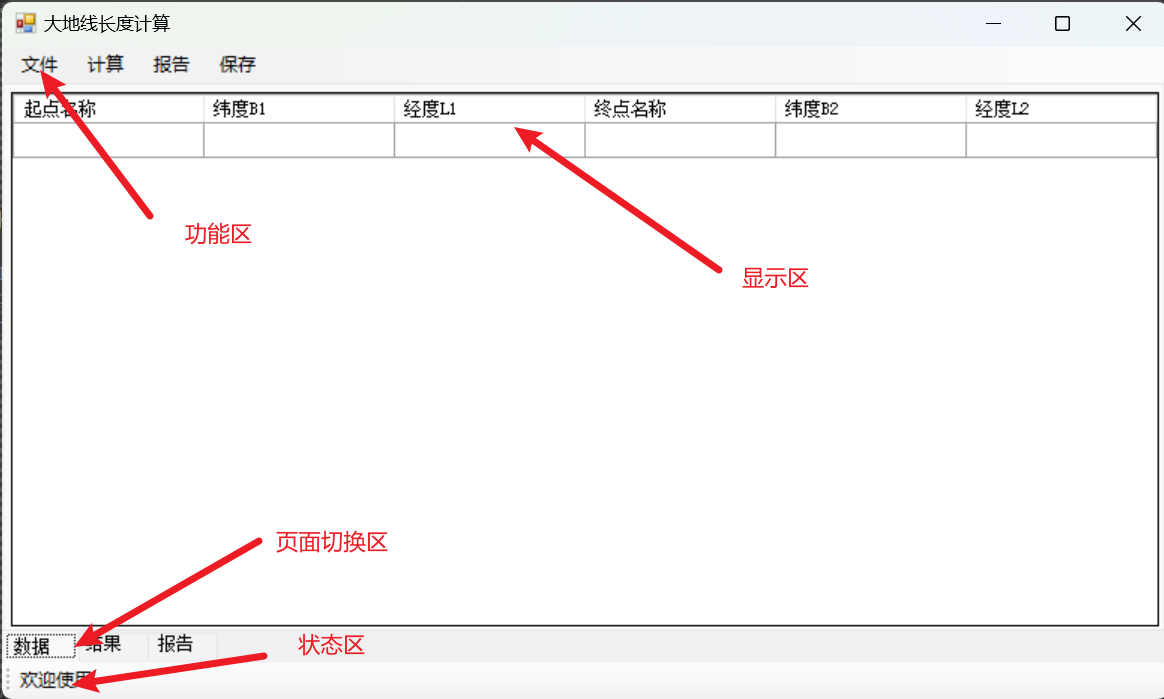 大地线长度计算
文件 计算 报告 保存
起点名称 纬度B1 经度L1 终点名称 纬度B2 经度L2
功能区
显示区
页面切换区
数据 结果 报告
状态区
欢迎使用